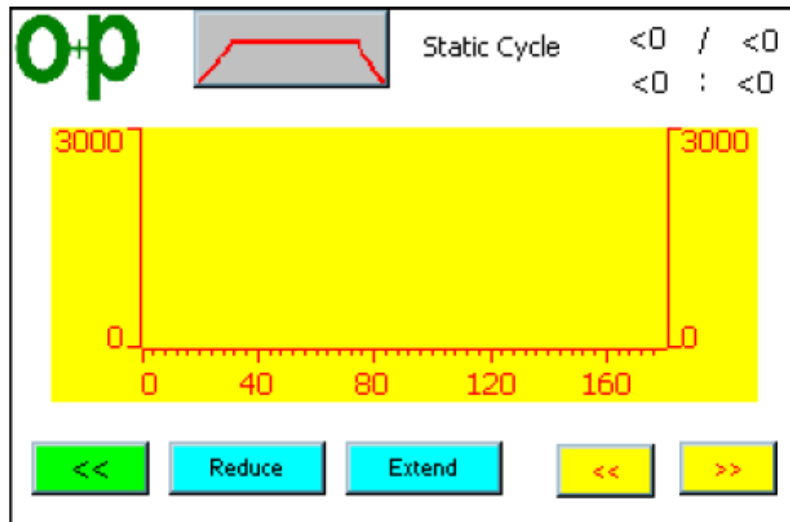 o+p
Static Cycle <0 / <0
<0 : <0
3000 3000
0 0
0 40 80 120 160
<< Reduce Extend << >>